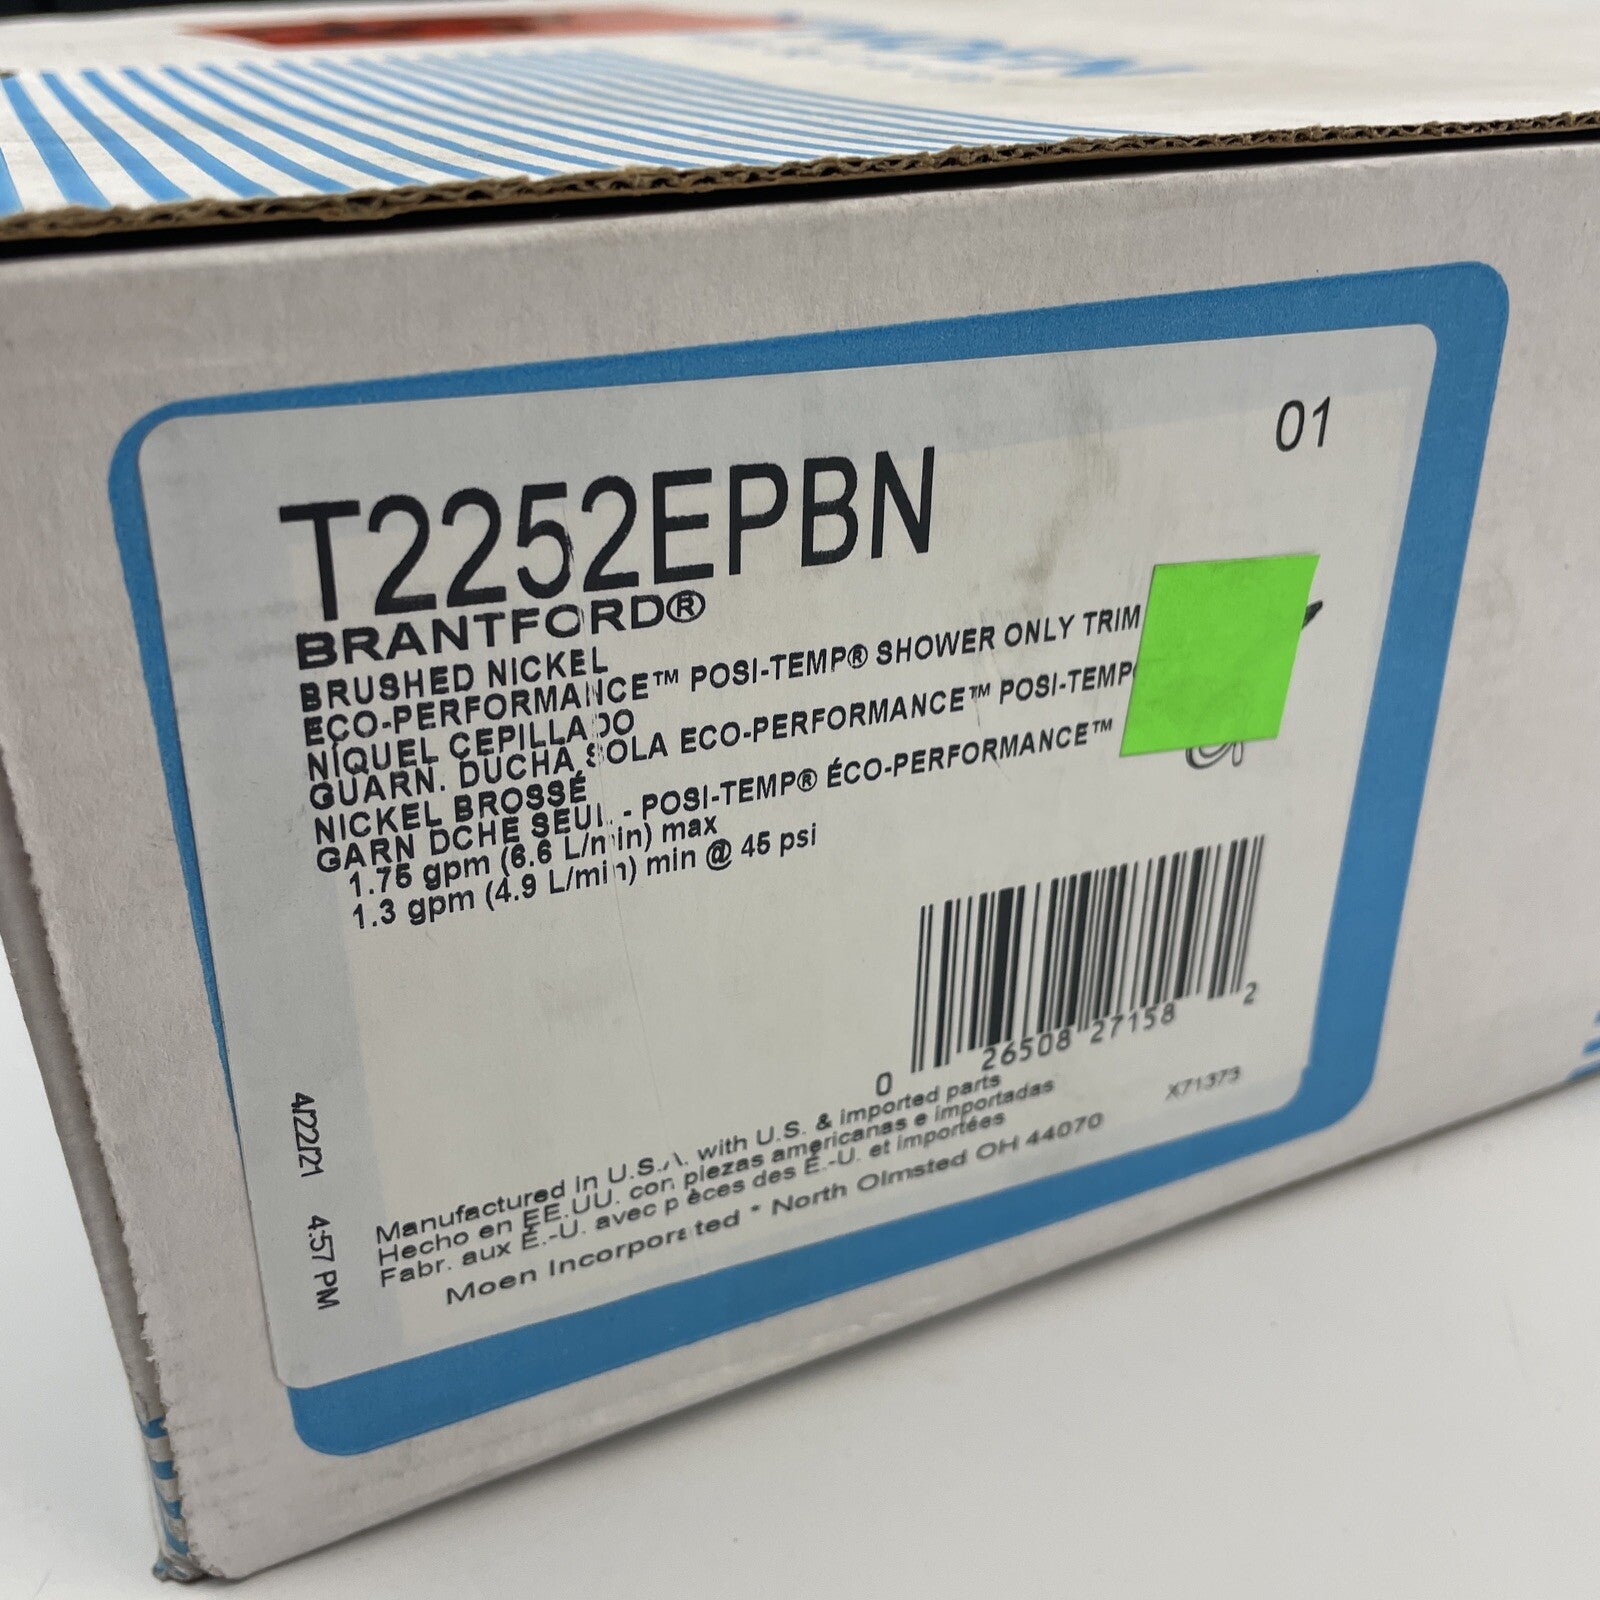 01
T2252EPBN
BRANTFORD®
BRUSHED NICKEL
ECO-PERFORMANCE™ POSI-TEMP® SHOWER ONLY TRIM
NÍQUEL CEPILLADO
GUARN. DUCHA SOLA ECO-PERFORMANCE™ POSI-TEMP
NICKEL BROSSÉ
GARN DCHE SEUL - POSI-TEMP® ÉCO-PERFORMANCE™
1.75 gpm (6.6 L/min) max
1.3 gpm (4.9 L/min) min @ 45 psi
0 26508 27158 2
X71373
Manufactured in U.S.A. with U.S. & imported parts
Hecho en EE.UU. con piezas americanas e importadas
Fabr. aux É.-U. avec pièces des É.-U. et importées
Moen Incorporated * North Olmsted OH 44070
4/22/21 4:57 PM